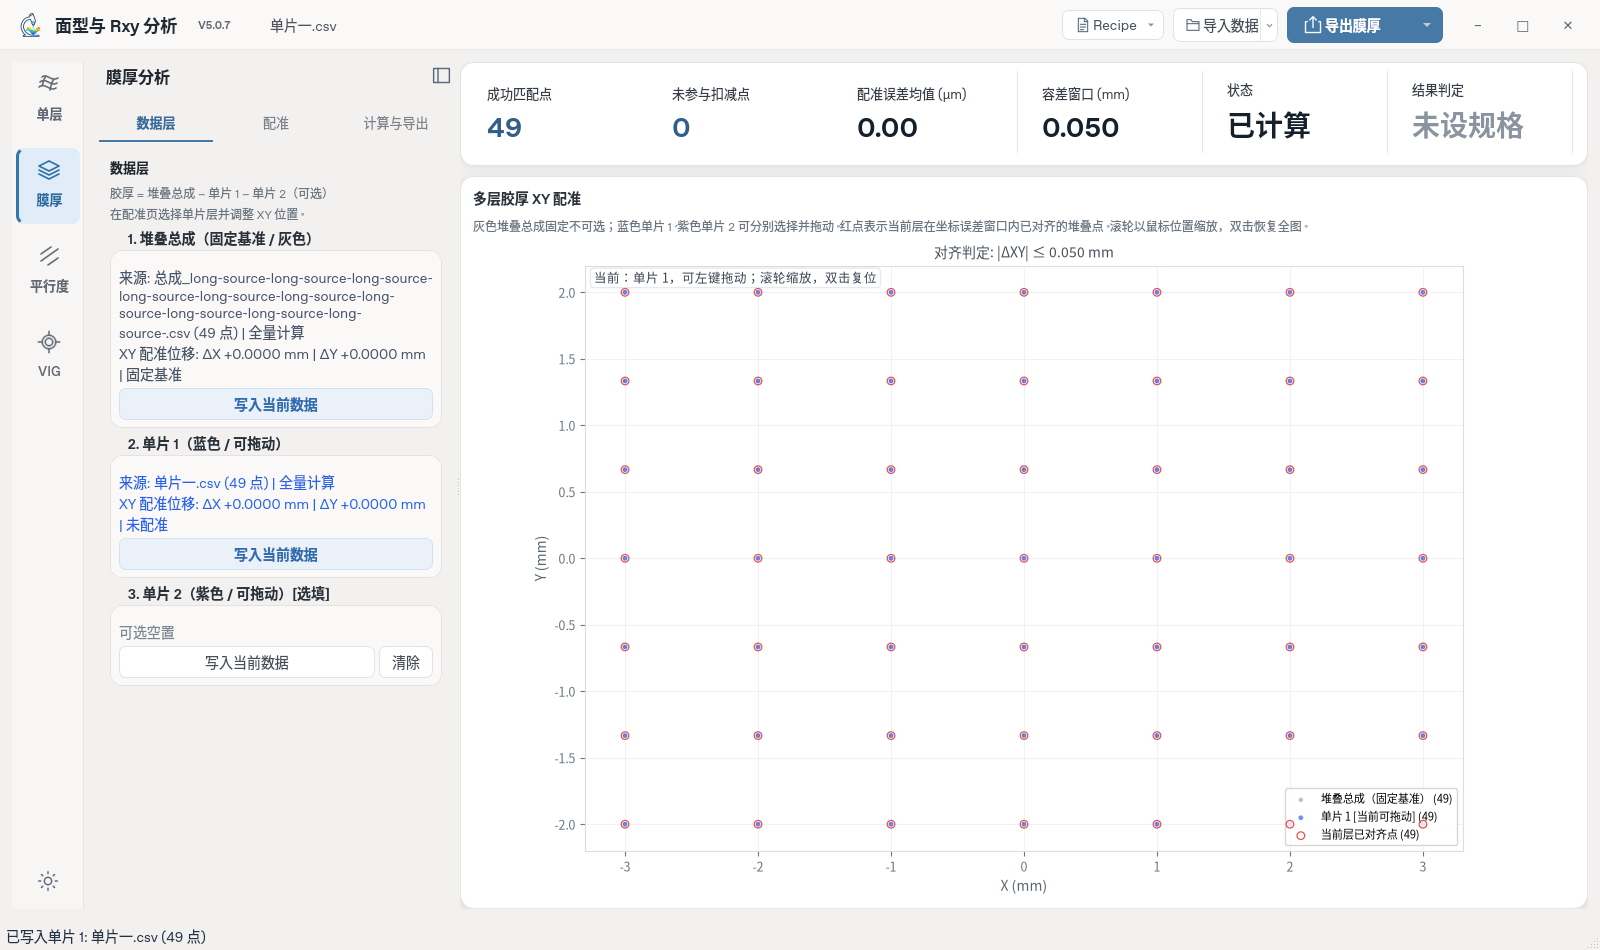 面型与 Rxy 分析
V5.0.7
单片一.csv
Recipe
导入数据
导出膜厚
单层
膜厚
平行度
VIG
膜厚分析
数据层
配准
计算与导出
数据层
胶厚 = 堆叠总成 − 单片 1 − 单片 2（可选）
在配准页选择单片层并调整 XY 位置。
1. 堆叠总成（固定基准 / 灰色）
来源: 总成_long-source-long-source-long-source-
long-source-long-source-long-source-long-
source-long-source-long-source-long-
source-.csv (49 点) | 全量计算
XY 配准位移: ΔX +0.0000 mm | ΔY +0.0000 mm
| 固定基准
写入当前数据
2. 单片 1（蓝色 / 可拖动）
来源: 单片一.csv (49 点) | 全量计算
XY 配准位移: ΔX +0.0000 mm | ΔY +0.0000 mm
| 未配准
写入当前数据
3. 单片 2（紫色 / 可拖动）[选填]
可选空置
写入当前数据
清除
成功匹配点
49
未参与扣减点
0
配准误差均值 (μm)
0.00
容差窗口 (mm)
0.050
状态
已计算
结果判定
未设规格
多层胶厚 XY 配准
灰色堆叠总成固定不可选；蓝色单片 1、紫色单片 2 可分别选择并拖动。红点表示当前层在坐标误差窗口内已对齐的堆叠点。滚轮以鼠标位置缩放，双击恢复全图。
对齐判定: |ΔXY| ≤ 0.050 mm
当前：单片 1，可左键拖动；滚轮缩放，双击复位
2.0
1.5
1.0
0.5
0.0
-0.5
-1.0
-1.5
-2.0
Y (mm)
堆叠总成（固定基准） (49)
单片 1 [当前可拖动] (49)
当前层已对齐点 (49)
-3
-2
-1
0
1
2
3
X (mm)
已写入单片 1: 单片一.csv (49 点)